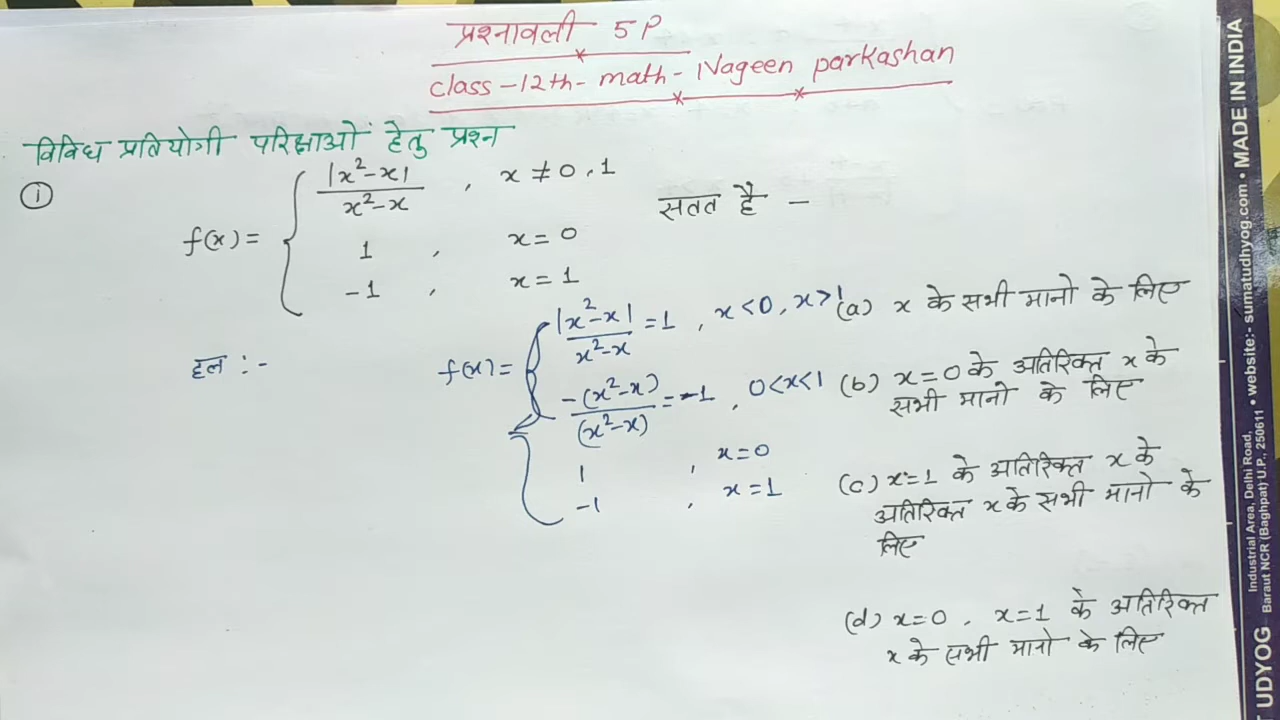 प्रश्नावली 5P
class-12th-math-Nageen parkashan
विविध प्रतियोगी परिक्षाओं हेतु प्रश्न
① f(x)= { |x²-x| / x²-x , x ≠ 0, 1
1 , x=0
-1 , x=1
सतत है -
हल :-
f(x)= { |x²-x| / x²-x =1 , x<0, x>1
-(x²-x) / (x²-x) = -1 , 0<x<1
1 , x=0
-1 , x=1
(a) x के सभी मानो के लिए
(b) x=0 के अतिरिक्त x के
सभी मानो के लिए
(c) x=1 के अतिरिक्त x के
अतिरिक्त x के सभी मानो के
लिए
(d) x=0 , x=1 के अतिरिक्त
x के सभी मानो के लिए
UDYOG Industrial Area, Delhi Road,
Baraut NCR (Baghpat) U.P., 250611 • website:- sumatudhyog.com • MADE IN INDIA